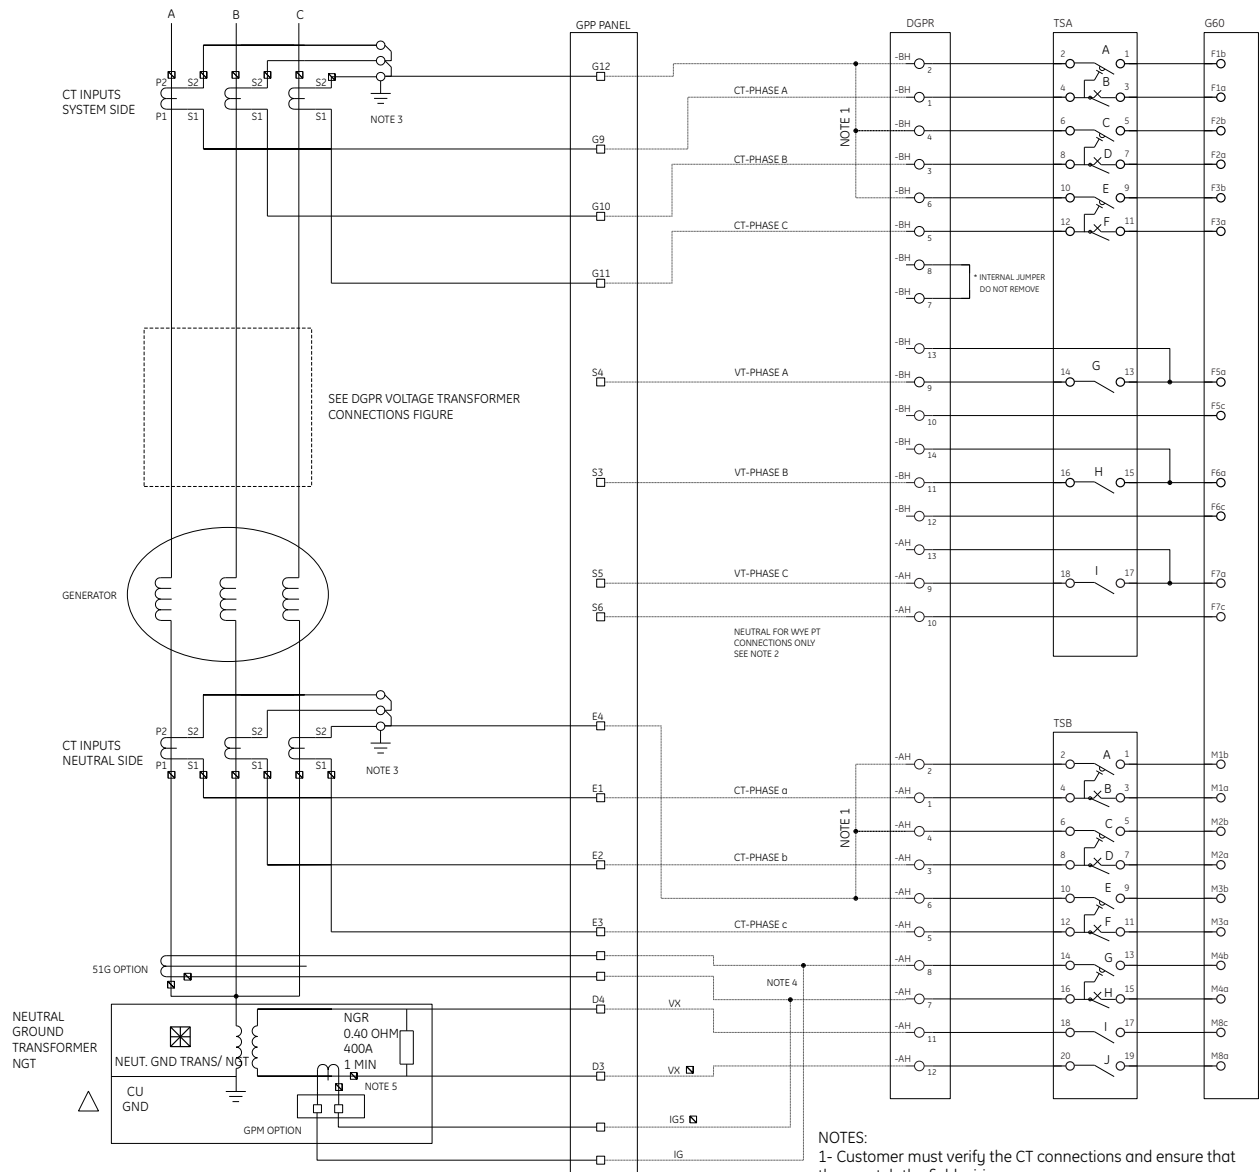 A B C GPP PANEL DGPR TSA G60
G12 -BH 2 2 A 1 F1b
P2 S2 S2 S2
CT INPUTS
SYSTEM SIDE
P1 S1 S1 S1
NOTE 3
CT-PHASE A -BH 1 4 B 3 F1a
NOTE 1
G9 -BH 4 6 C 5 F2b
CT-PHASE B -BH 3 8 D 7 F2a
G10 -BH 6 10 E 9 F3b
CT-PHASE C -BH 5 12 F 11 F3a
G11 -BH 8
* INTERNAL JUMPER
DO NOT REMOVE
-BH 7
-BH 13
S4 VT-PHASE A -BH 9 14 G 13 F5a
SEE DGPR VOLTAGE TRANSFORMER
CONNECTIONS FIGURE
-BH 10 F5c
-BH 14
S3 VT-PHASE B -BH 11 16 H 15 F6a
-BH 12 F6c
-AH 13
S5 VT-PHASE C -AH 9 18 I 17 F7a
GENERATOR
S6 -AH 10 F7c
NEUTRAL FOR WYE PT
CONNECTIONS ONLY
SEE NOTE 2
E4 TSB
P2 S2 S2 S2
CT INPUTS
NEUTRAL SIDE
P1 S1 S1 S1
NOTE 3
-AH 2 2 A 1 M1b
E1 CT-PHASE a -AH 1 4 B 3 M1a
NOTE 1
-AH 4 6 C 5 M2b
E2 CT-PHASE b -AH 3 8 D 7 M2a
-AH 6 10 E 9 M3b
E3 CT-PHASE c -AH 5 12 F 11 M3a
51G OPTION
-AH 8 14 G 13 M4b
NOTE 4
-AH 7 16 H 15 M4a
D4 VX -AH 11 18 I 17 M8c
NEUTRAL
GROUND
TRANSFORMER
NGT
NEUT. GND TRANS/ NGT
NGR
0.40 OHM
400A
1 MIN
D3 VX -AH 12 20 J 19 M8a
NOTE 5
CU
GND
GPM OPTION
IG5
IG
NOTES:
1- Customer must verify the CT connections and ensure that